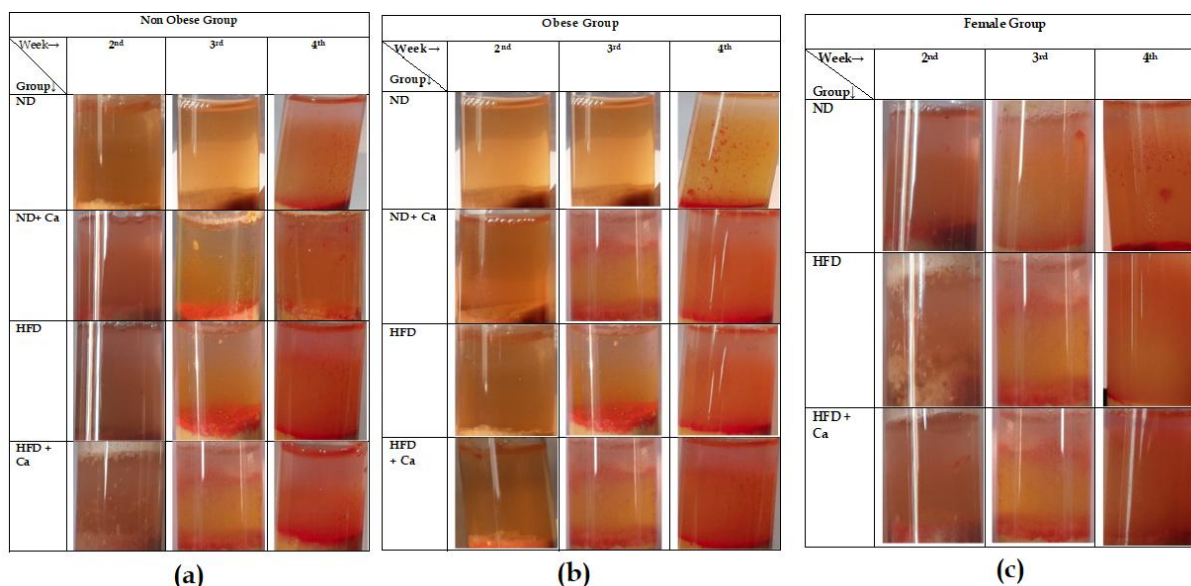 Non Obese Group
Week→ 2nd 3rd 4th
Group↓
ND
ND+ Ca
HFD
HFD +
Ca
(a)
Obese Group
Week→ 2nd 3rd 4th
Group↓
ND
ND + Ca
HFD
HFD
+ Ca
(b)
Female Group
Week→ 2nd 3rd 4th
Group↓
ND
HFD
HFD +
Ca
(c)